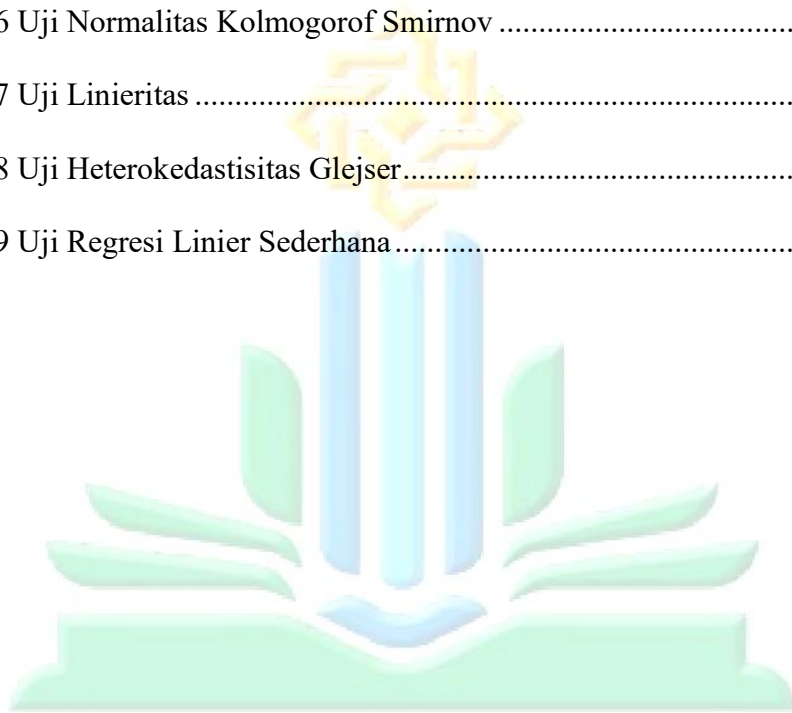 6 Uji Normalitas Kolmogorof Smirnov ......................................
7 Uji Linieritas .............................................................................
8 Uji Heterokedastisitas Glejser..................................................
9 Uji Regresi Linier Sederhana ...................................................